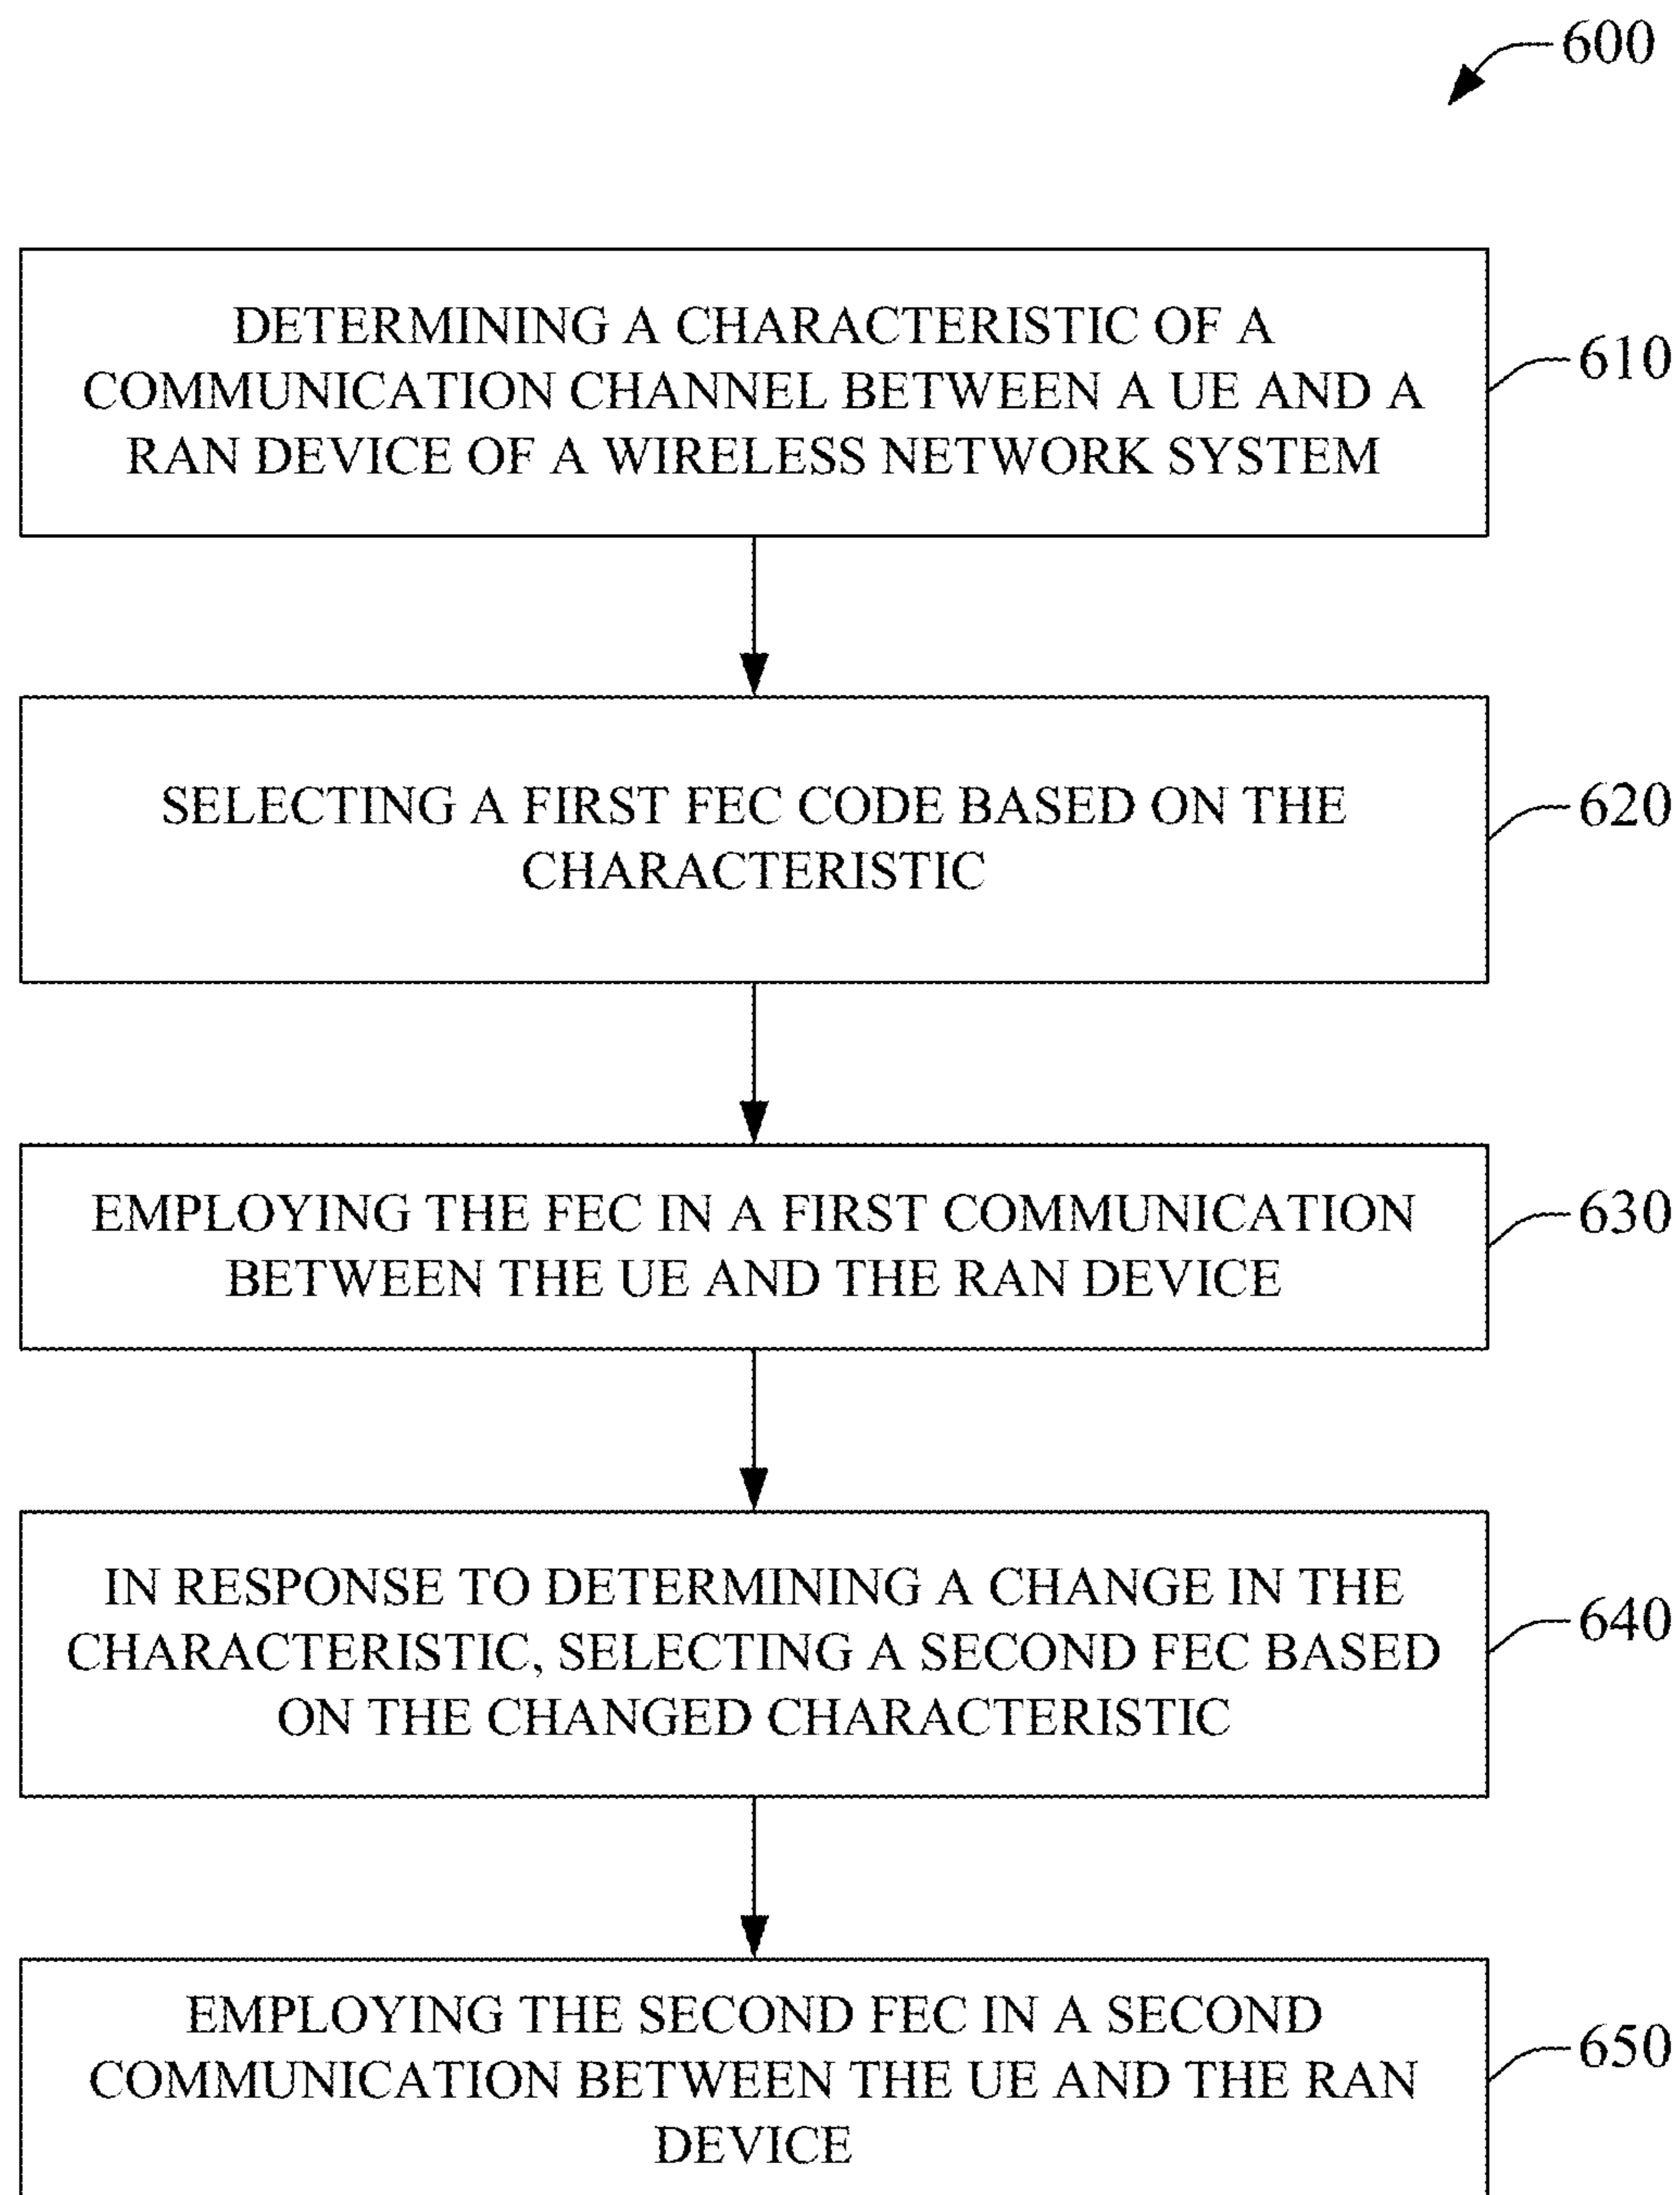 600
DETERMINING A CHARACTERISTIC OF A
COMMUNICATION CHANNEL BETWEEN A UE AND A
RAN DEVICE OF A WIRELESS NETWORK SYSTEM
610
SELECTING A FIRST FEC CODE BASED ON THE
CHARACTERISTIC
620
EMPLOYING THE FEC IN A FIRST COMMUNICATION
BETWEEN THE UE AND THE RAN DEVICE
630
IN RESPONSE TO DETERMINING A CHANGE IN THE
CHARACTERISTIC, SELECTING A SECOND FEC BASED
ON THE CHANGED CHARACTERISTIC
640
EMPLOYING THE SECOND FEC IN A SECOND
COMMUNICATION BETWEEN THE UE AND THE RAN
DEVICE
650